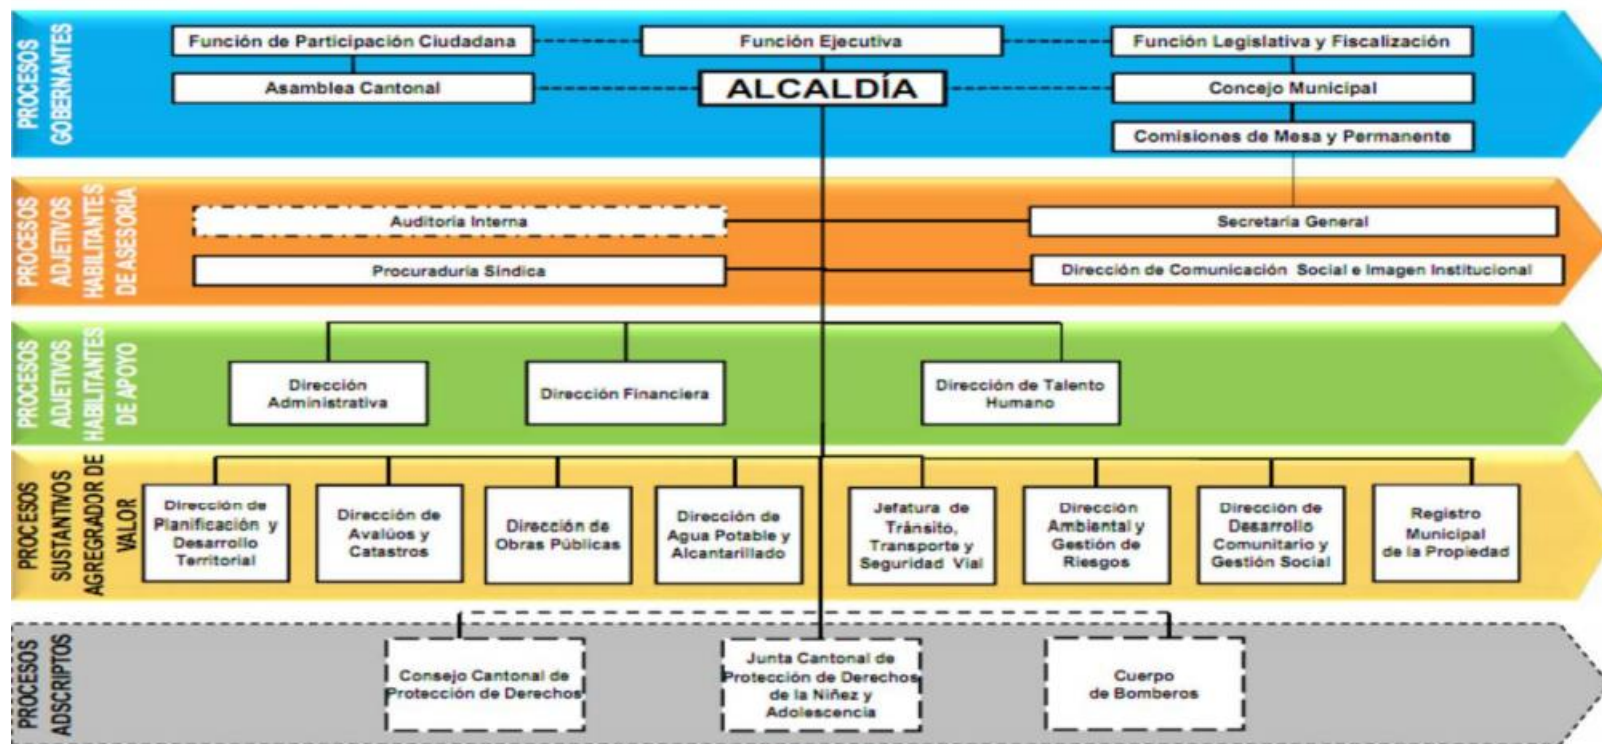 PROCESOS
GOBERNANTES
Función de Participación Ciudadana
Función Ejecutiva
Función Legislativa y Fiscalización
Asamblea Cantonal
ALCALDÍA
Concejo Municipal
Comisiones de Mesa y Permanente
PROCESOS
ADJETIVOS
HABILITANTES
DE ASESORÍA
Auditoria Interna
Secretaria General
Procuraduria Sindica
Dirección de Comunicación Social e Imagen Institucional
PROCESOS
ADJETIVOS
HABILITANTES
DE APOYO
Dirección
Administrativa
Dirección Financiera
Dirección de Talento
Humano
PROCESOS
SUSTANTIVOS
AGREGRADOR DE
VALOR
Dirección de
Planificación y
Desarrollo
Territorial
Dirección de
Avalúos y
Catastros
Dirección de
Obras Públicas
Dirección de
Agua Potable y
Alcantarillado
Jefatura de
Tránsito,
Transporte y
Seguridad Vial
Dirección
Ambiental y
Gestión de
Riesgos
Dirección de
Desarrollo
Comunitario y
Gestión Social
Registro
Municipal
de la Propiedad
PROCESOS
ADSCRIPTOS
Consejo Cantonal de
Protección de Derechos
Junta Cantonal de
Protección de Derechos
de la Niñez y
Adolescencia
Cuerpo
de Bomberos